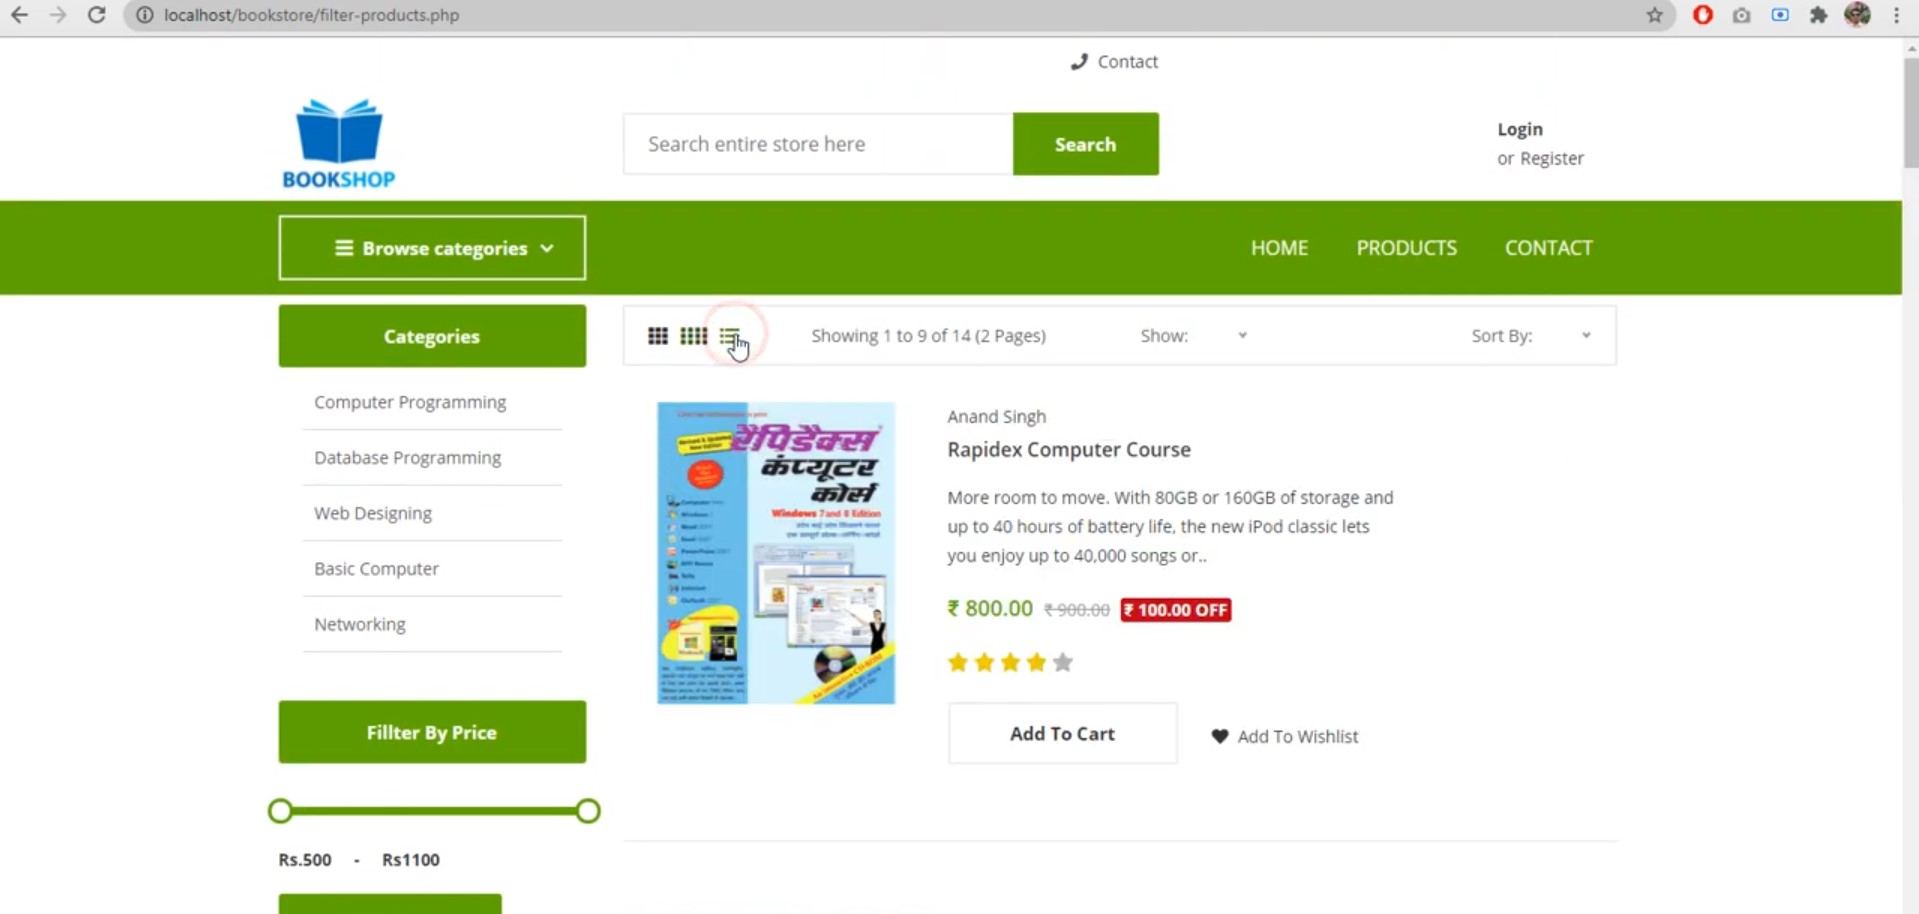 localhost/bookstore/filter-products.php
Contact
BOOKSHOP
Search entire store here
Search
Login
or Register
Browse categories
HOME
PRODUCTS
CONTACT
Categories
Computer Programming
Database Programming
Web Designing
Basic Computer
Networking
Fillter By Price
Rs.500 - Rs1100
Showing 1 to 9 of 14 (2 Pages)
Show:
Sort By:
रैपिडैक्स
कंप्यूटर
कोर्स
Windows 7 and 8 Edition
Anand Singh
Rapidex Computer Course
More room to move. With 80GB or 160GB of storage and
up to 40 hours of battery life, the new iPod classic lets
you enjoy up to 40,000 songs or..
₹ 800.00 ₹ 900.00 ₹ 100.00 OFF
Add To Cart
Add To Wishlist